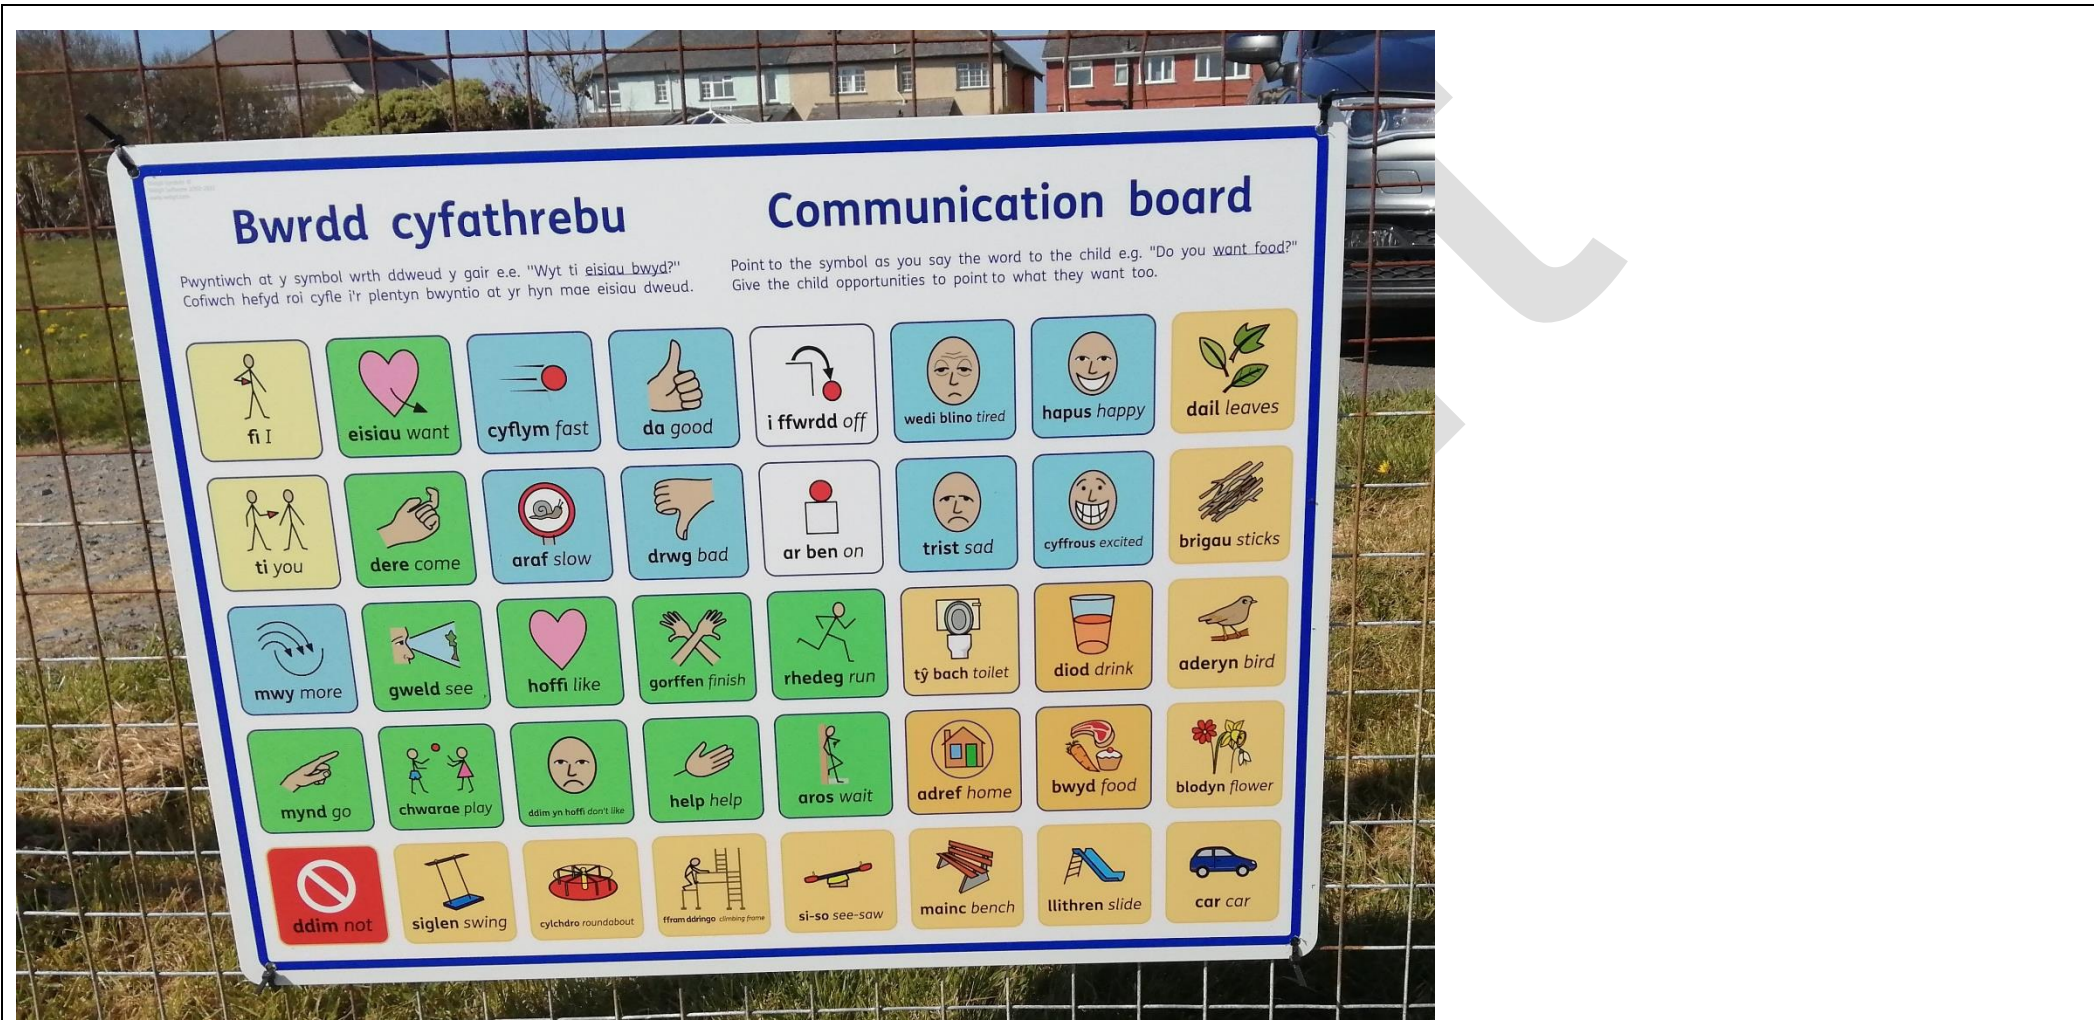 Bwrdd cyfathrebu
Pwyntiwch at y symbol wrth ddweud y gair e.e. "Wyt ti eisiau bwyd?"
Cofiwch hefyd roi cyfle i'r plentyn bwyntio at yr hyn mae eisiau dweud.
Communication board
Point to the symbol as you say the word to the child e.g. "Do you want food?"
Give the child opportunities to point to what they want too.
fi I
eisiau want
cyflym fast
da good
i ffwrdd off
wedi blino tired
hapus happy
dail leaves
ti you
dere come
araf slow
drwg bad
ar ben on
trist sad
cyffrous excited
brigau sticks
mwy more
gweld see
hoffi like
gorffen finish
rhedeg run
tŷ bach toilet
diod drink
aderyn bird
mynd go
chwarae play
ddim yn hoffi don't like
help help
aros wait
adref home
bwyd food
blodyn flower
ddim not
siglen swing
cylchdro roundabout
ffram ddringo climbing frame
si-so see-saw
mainc bench
llithren slide
car car